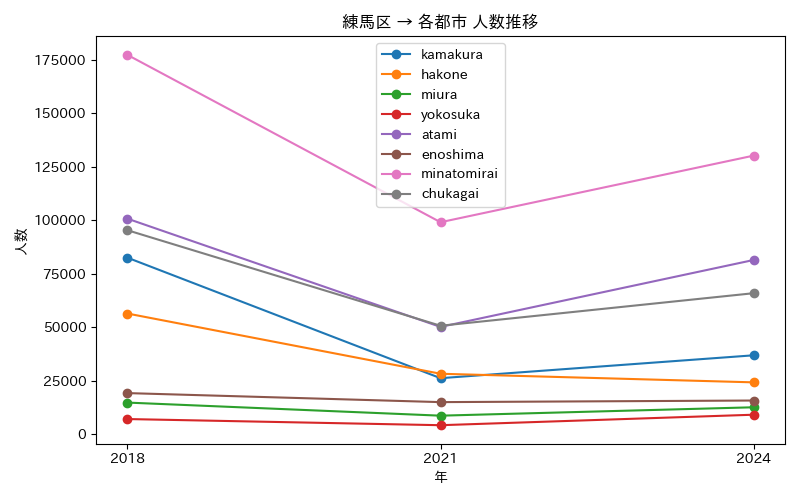 練馬区 → 各都市 人数推移
kamakura
hakone
miura
yokosuka
atami
enoshima
minatomirai
chukagai
人数
175000
150000
125000
100000
75000
50000
25000
0
2018
2021
2024
年